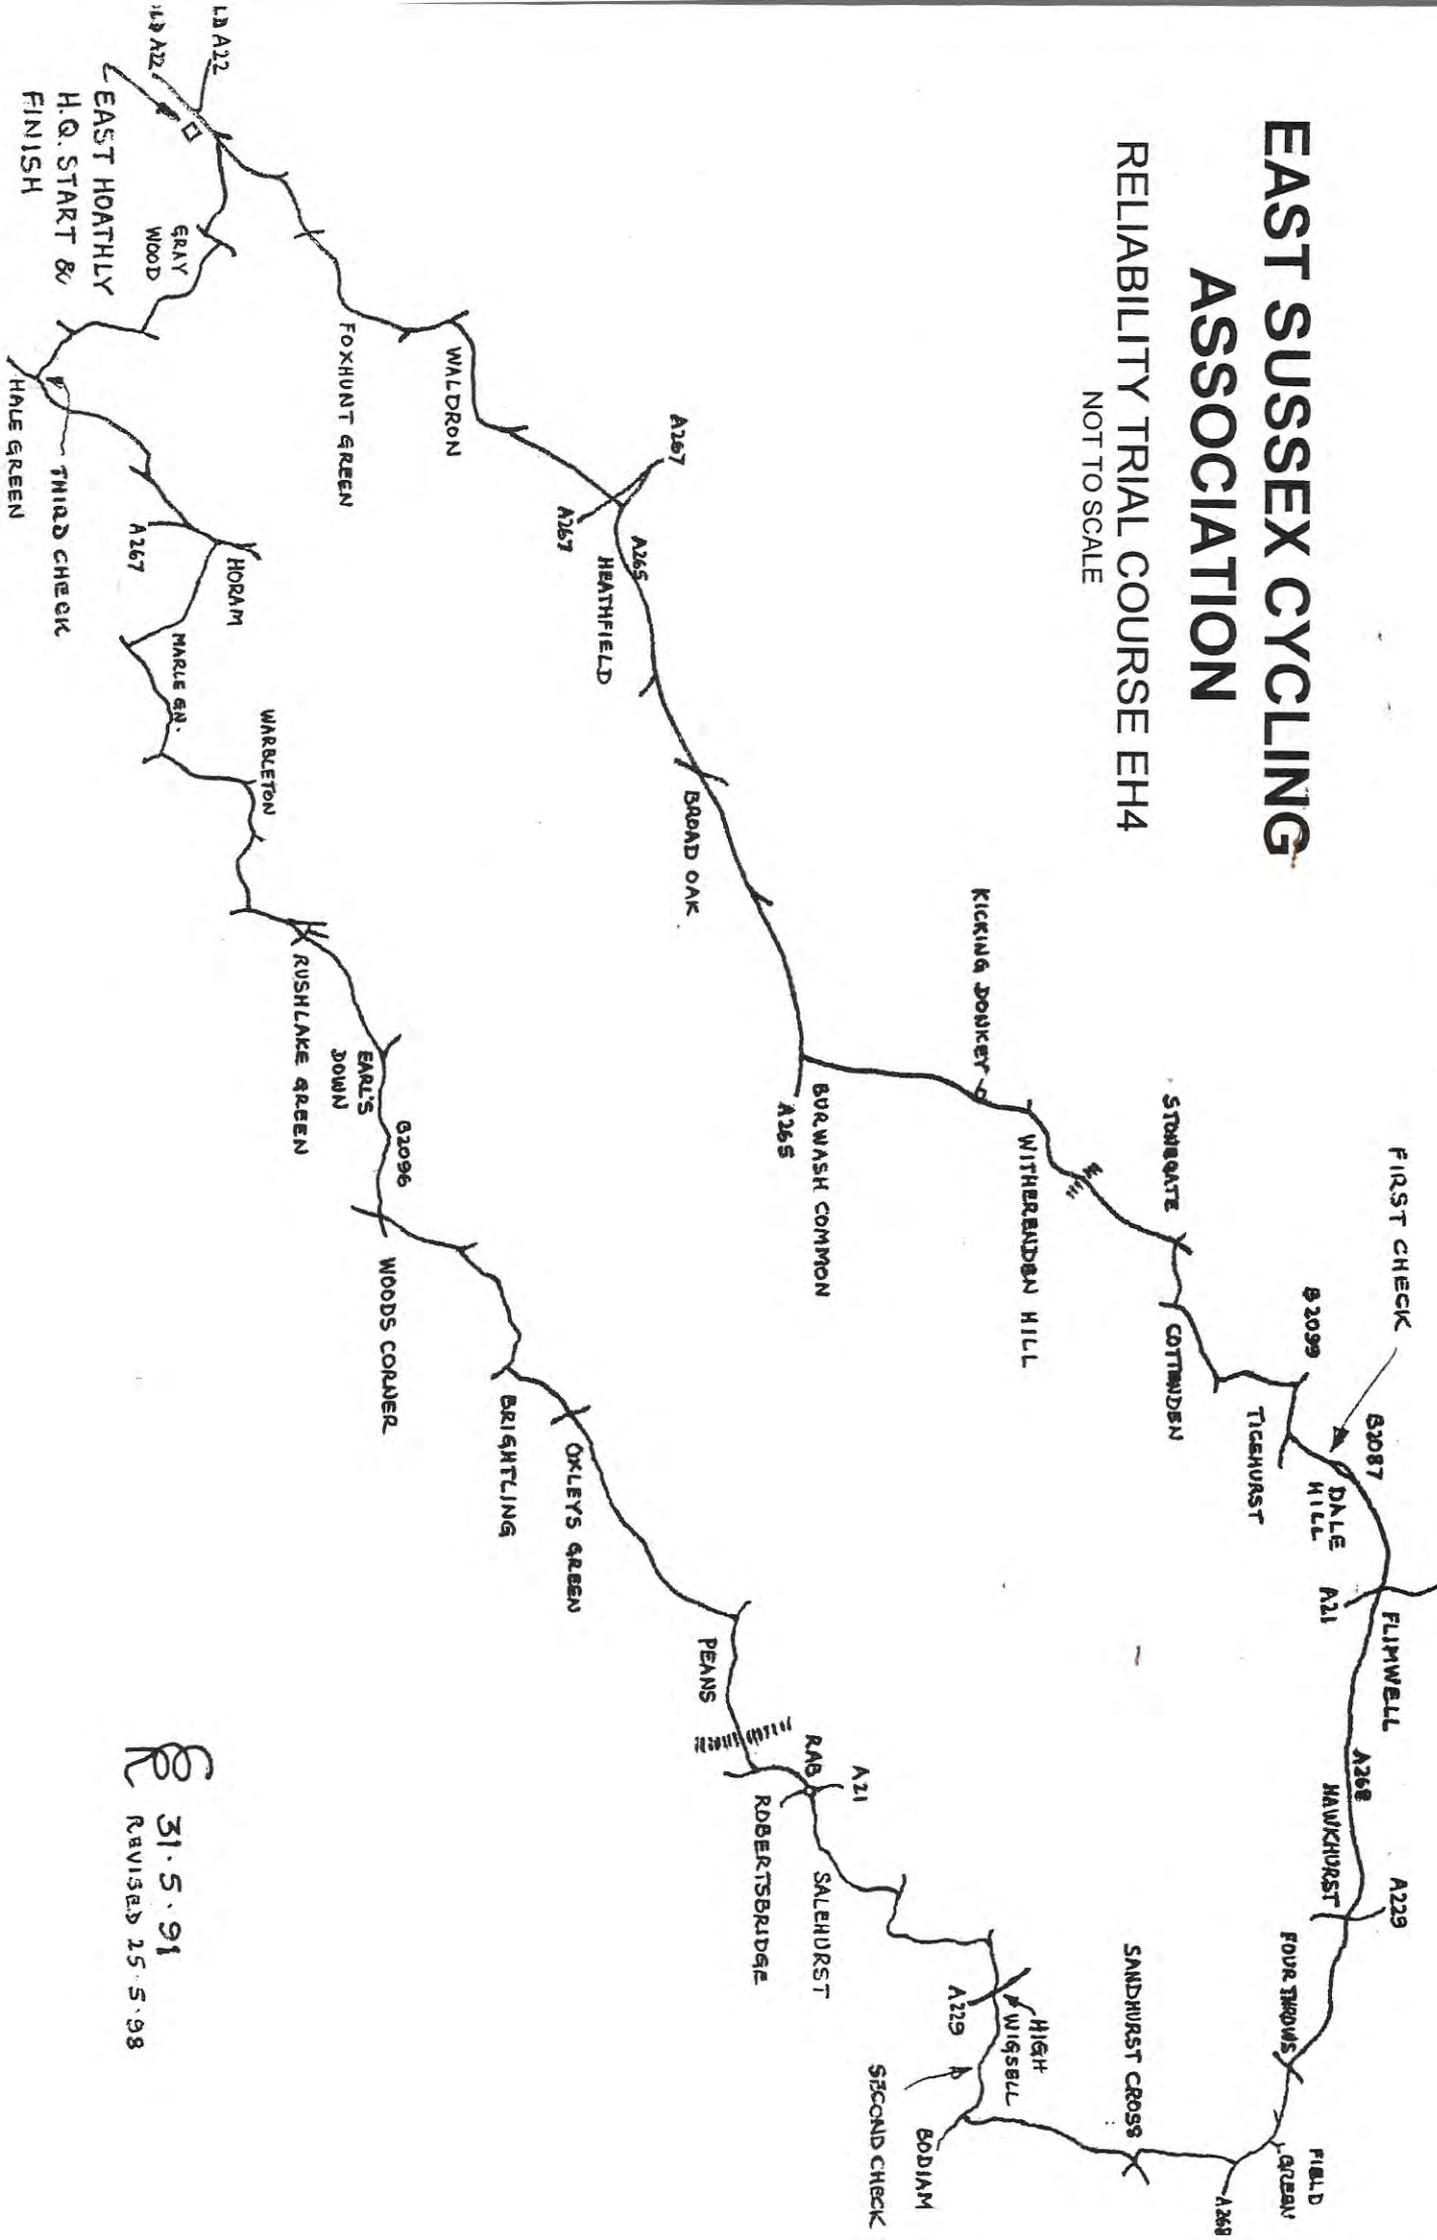 EAST SUSSEX CYCLING
ASSOCIATION
RELIABILITY TRIAL COURSE EH4
NOT TO SCALE
LD A22
LD A22
EAST HOATHLY
H.Q. START &
FINISH
GRAY
WOOD
FOXHUNT GREEN
WALDRON
A267
A267
A265
HEATHFIELD
BROAD OAK
BURWASH COMMON
A265
KICKING DONKEY
WITHERENDEN HILL
STONEGATE
COTTENDEN
B2099
TICEHURST
FIRST CHECK
B2087
DALE
HILL
A21
FLIMWELL
A268
HAWKHURST
A229
FOUR THROWS
FIELD
GREEN
A268
SANDHURST CROSS
BODIAM
SECOND CHECK
HIGH
WIGSELL
A229
SALEHURST
A21
RAB
ROBERTSBRIDGE
PEANS
OXLEYS GREEN
BRIGHTLING
WOODS CORNER
B2096
EARL'S
DOWN
RUSHLAKE GREEN
WARBLETON
MARLE GN.
HORAM
A267
THIRD CHECK
HALE GREEN
31.5.91
REVISED 25.5.98